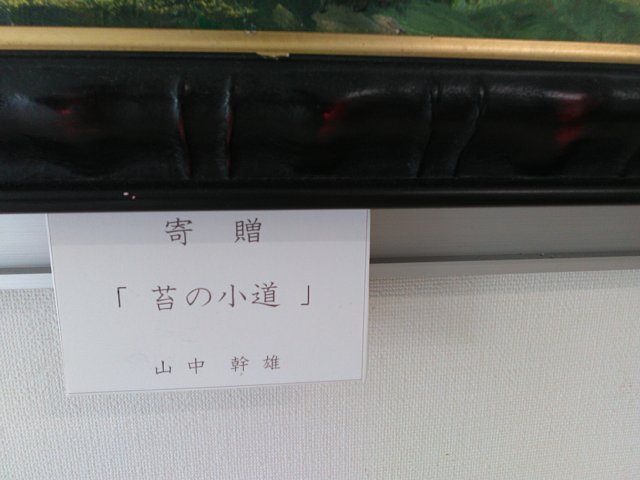 寄 贈
「 苔の小道 」
山中 幹雄